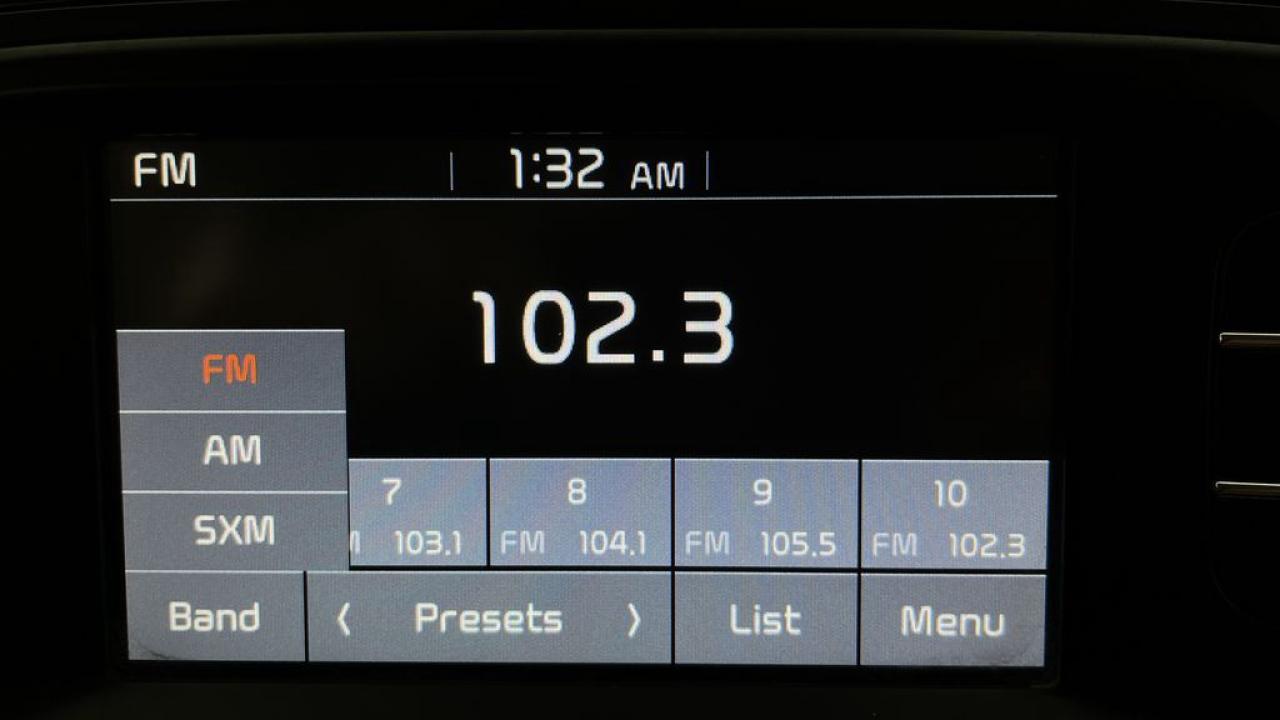 FM 1:32 AM
102.3
FM
AM
SXM
7 8 9 10
103.1 FM 104.1 FM 105.5 FM 102.3
Band < Presets > List Menu